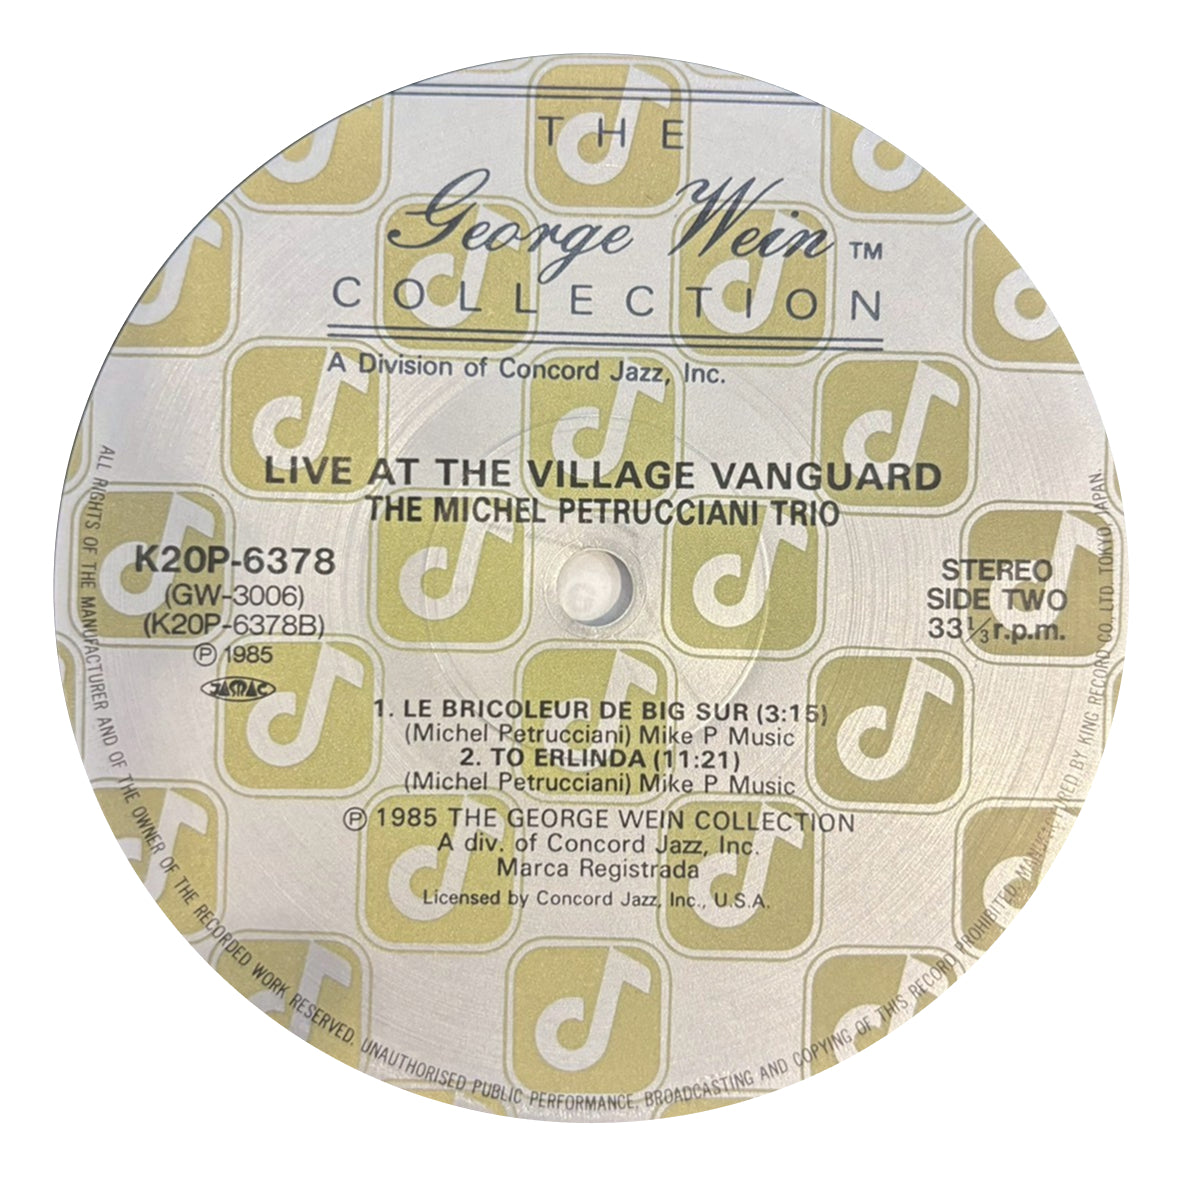 THE
George Wein ™
COLLECTION
A Division of Concord Jazz, Inc.
LIVE AT THE VILLAGE VANGUARD
THE MICHEL PETRUCCIANI TRIO
K20P-6378
(GW-3006)
(K20P-6378B)
Ⓟ 1985
JASRAC
STEREO
SIDE TWO
33⅓ r.p.m.
1. LE BRICOLEUR DE BIG SUR (3:15)
(Michel Petrucciani) Mike P Music
2. TO ERLINDA (11:21)
(Michel Petrucciani) Mike P Music
Ⓟ 1985 THE GEORGE WEIN COLLECTION
A div. of Concord Jazz, Inc.
Marca Registrada
Licensed by Concord Jazz, Inc., U.S.A.
ALL RIGHTS OF THE MANUFACTURER AND OF THE OWNER OF THE RECORDED WORK RESERVED. UNAUTHORISED PUBLIC PERFORMANCE, BROADCASTING AND COPYING OF THIS RECORD PROHIBITED. MANUFACTURED BY KING RECORD CO., LTD. TOKYO, JAPAN.